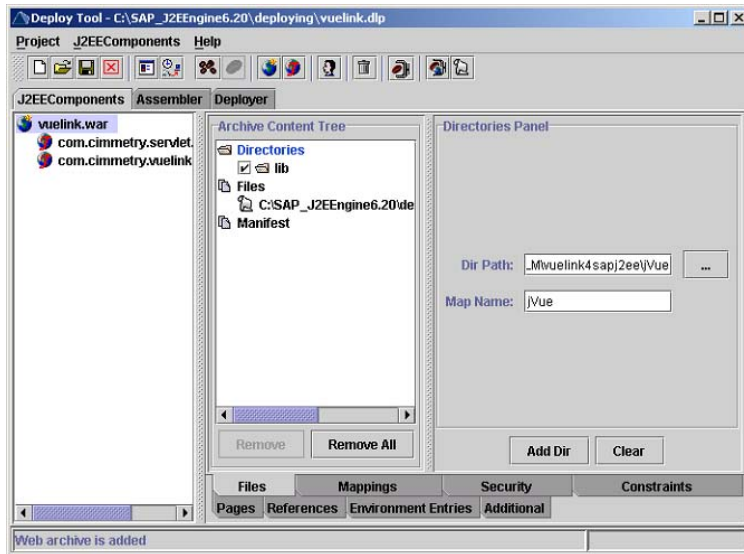 Deploy Tool - C:\SAP_J2EEngine6.20\deploying\vuelink.dlp
Project J2EEComponents Help
J2EEComponents Assembler Deployer
vuelink.war
com.cimmetry.servlet.
com.cimmetry.vuelink
Archive Content Tree
Directories
lib
Files
C:\SAP_J2EEngine6.20\de
Manifest
Remove
Remove All
Directories Panel
Dir Path: _M\vuelink4sapj2ee\jVue ...
Map Name: jVue
Add Dir Clear
Files Mappings Security Constraints
Pages References Environment Entries Additional
Web archive is added